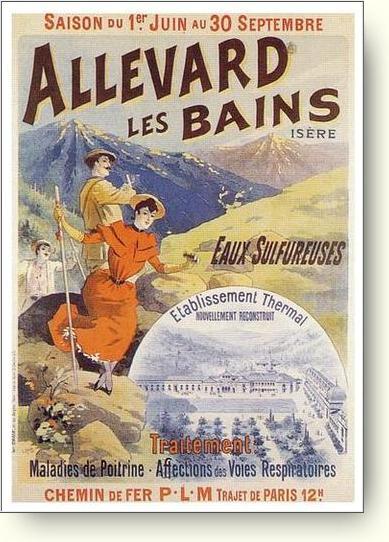 SAISON DU 1er JUIN AU 30 SEPTEMBRE
ALLEVARD
LES BAINS
ISÈRE
EAUX SULFUREUSES
Etablissement Thermal
NOUVELLEMENT RECONSTRUIT
Traitement
Maladies de Poitrine - Affections des Voies Respiratoires
CHEMIN DE FER P·L·M TRAJET DE PARIS 12H